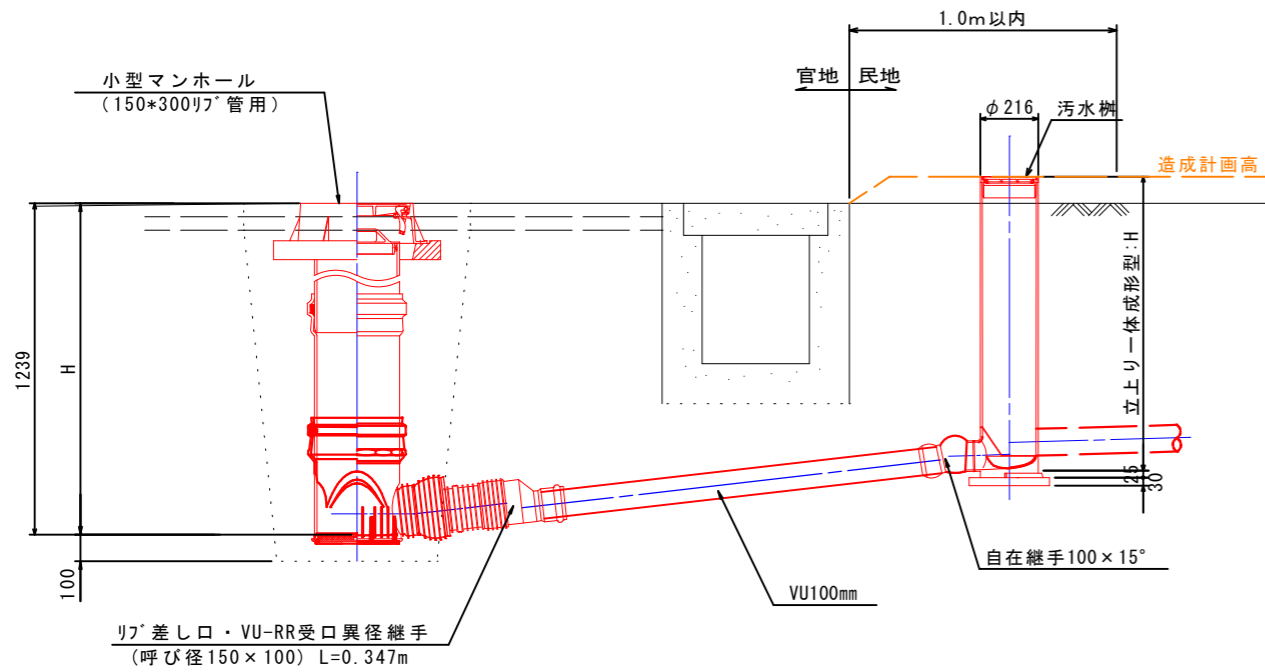 1.0m以内
官地 民地
小型マンホール
(150*300ﾘﾌﾞ管用)
φ216
汚水桝
造成計画高
1239
H
立上り一体成形型:H
25
30
100
自在継手100×15°
VU100mm
ﾘﾌﾞ差し口・VU-RR受口異径継手
(呼び径150×100) L=0.347m